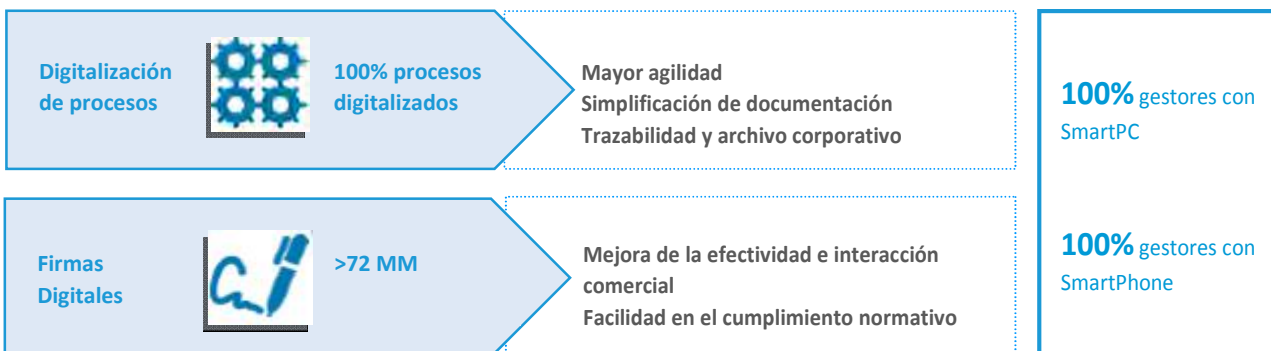 Digitalización
de procesos
100% procesos
digitalizados
Mayor agilidad
Simplificación de documentación
Trazabilidad y archivo corporativo
Firmas
Digitales
>72 MM
Mejora de la efectividad e interacción
comercial
Facilidad en el cumplimiento normativo
100% gestores con
SmartPC
100% gestores con
SmartPhone